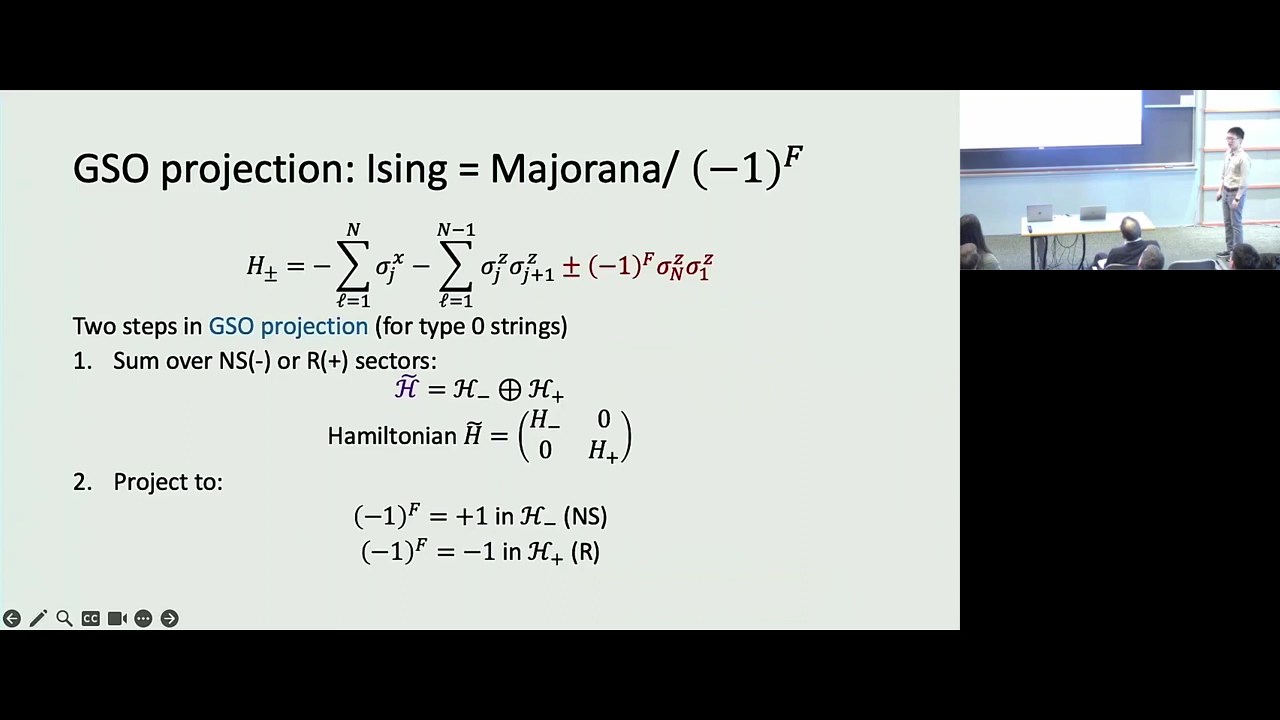 GSO projection: Ising = Majorana/ (−1)^F
H_± = − ∑_{ℓ=1}^{N} σ_j^x − ∑_{ℓ=1}^{N−1} σ_j^z σ_{j+1}^z ± (−1)^F σ_N^z σ_1^z
Two steps in GSO projection (for type 0 strings)
1. Sum over NS(-) or R(+) sectors:
ℋ̃ = ℋ_− ⊕ ℋ_+
Hamiltonian H̃ = (H_− 0
0 H_+)
2. Project to:
(−1)^F = +1 in ℋ_− (NS)
(−1)^F = −1 in ℋ_+ (R)
CC